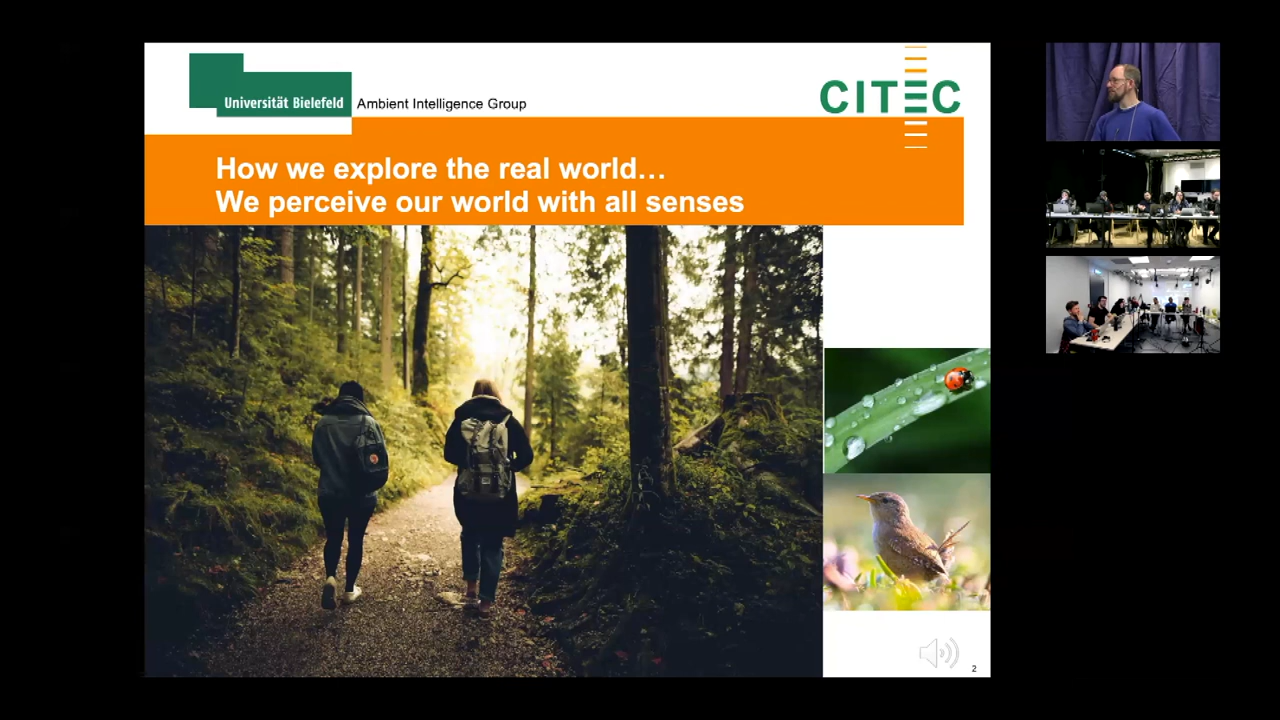 Universität Bielefeld
Ambient Intelligence Group
CITEC
How we explore the real world…
We perceive our world with all senses
2